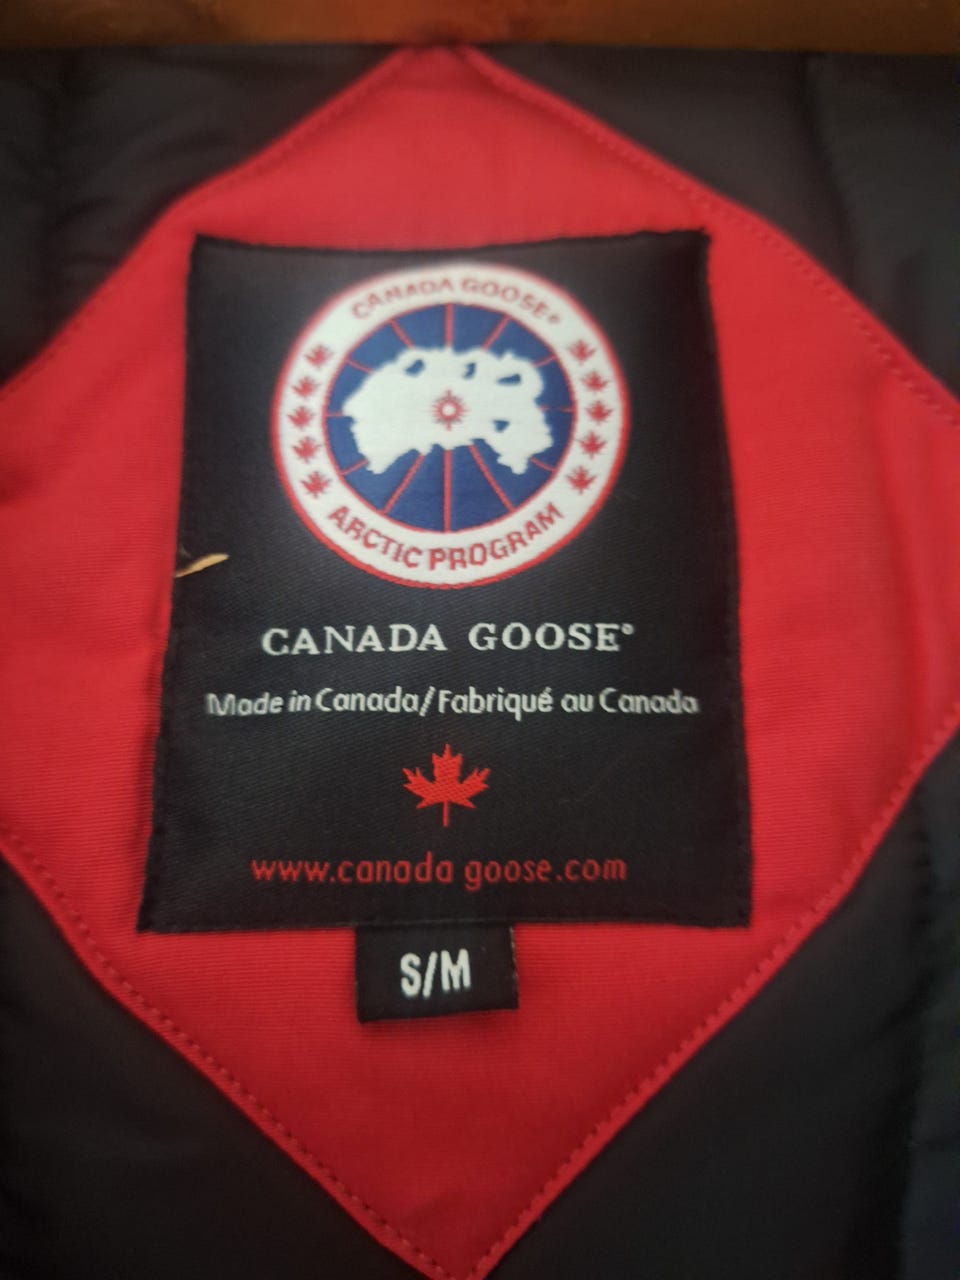 CANADA GOOSE®
ARCTIC PROGRAM
CANADA GOOSE®
Made in Canada/Fabriqué au Canada
www.canada goose.com
S/M